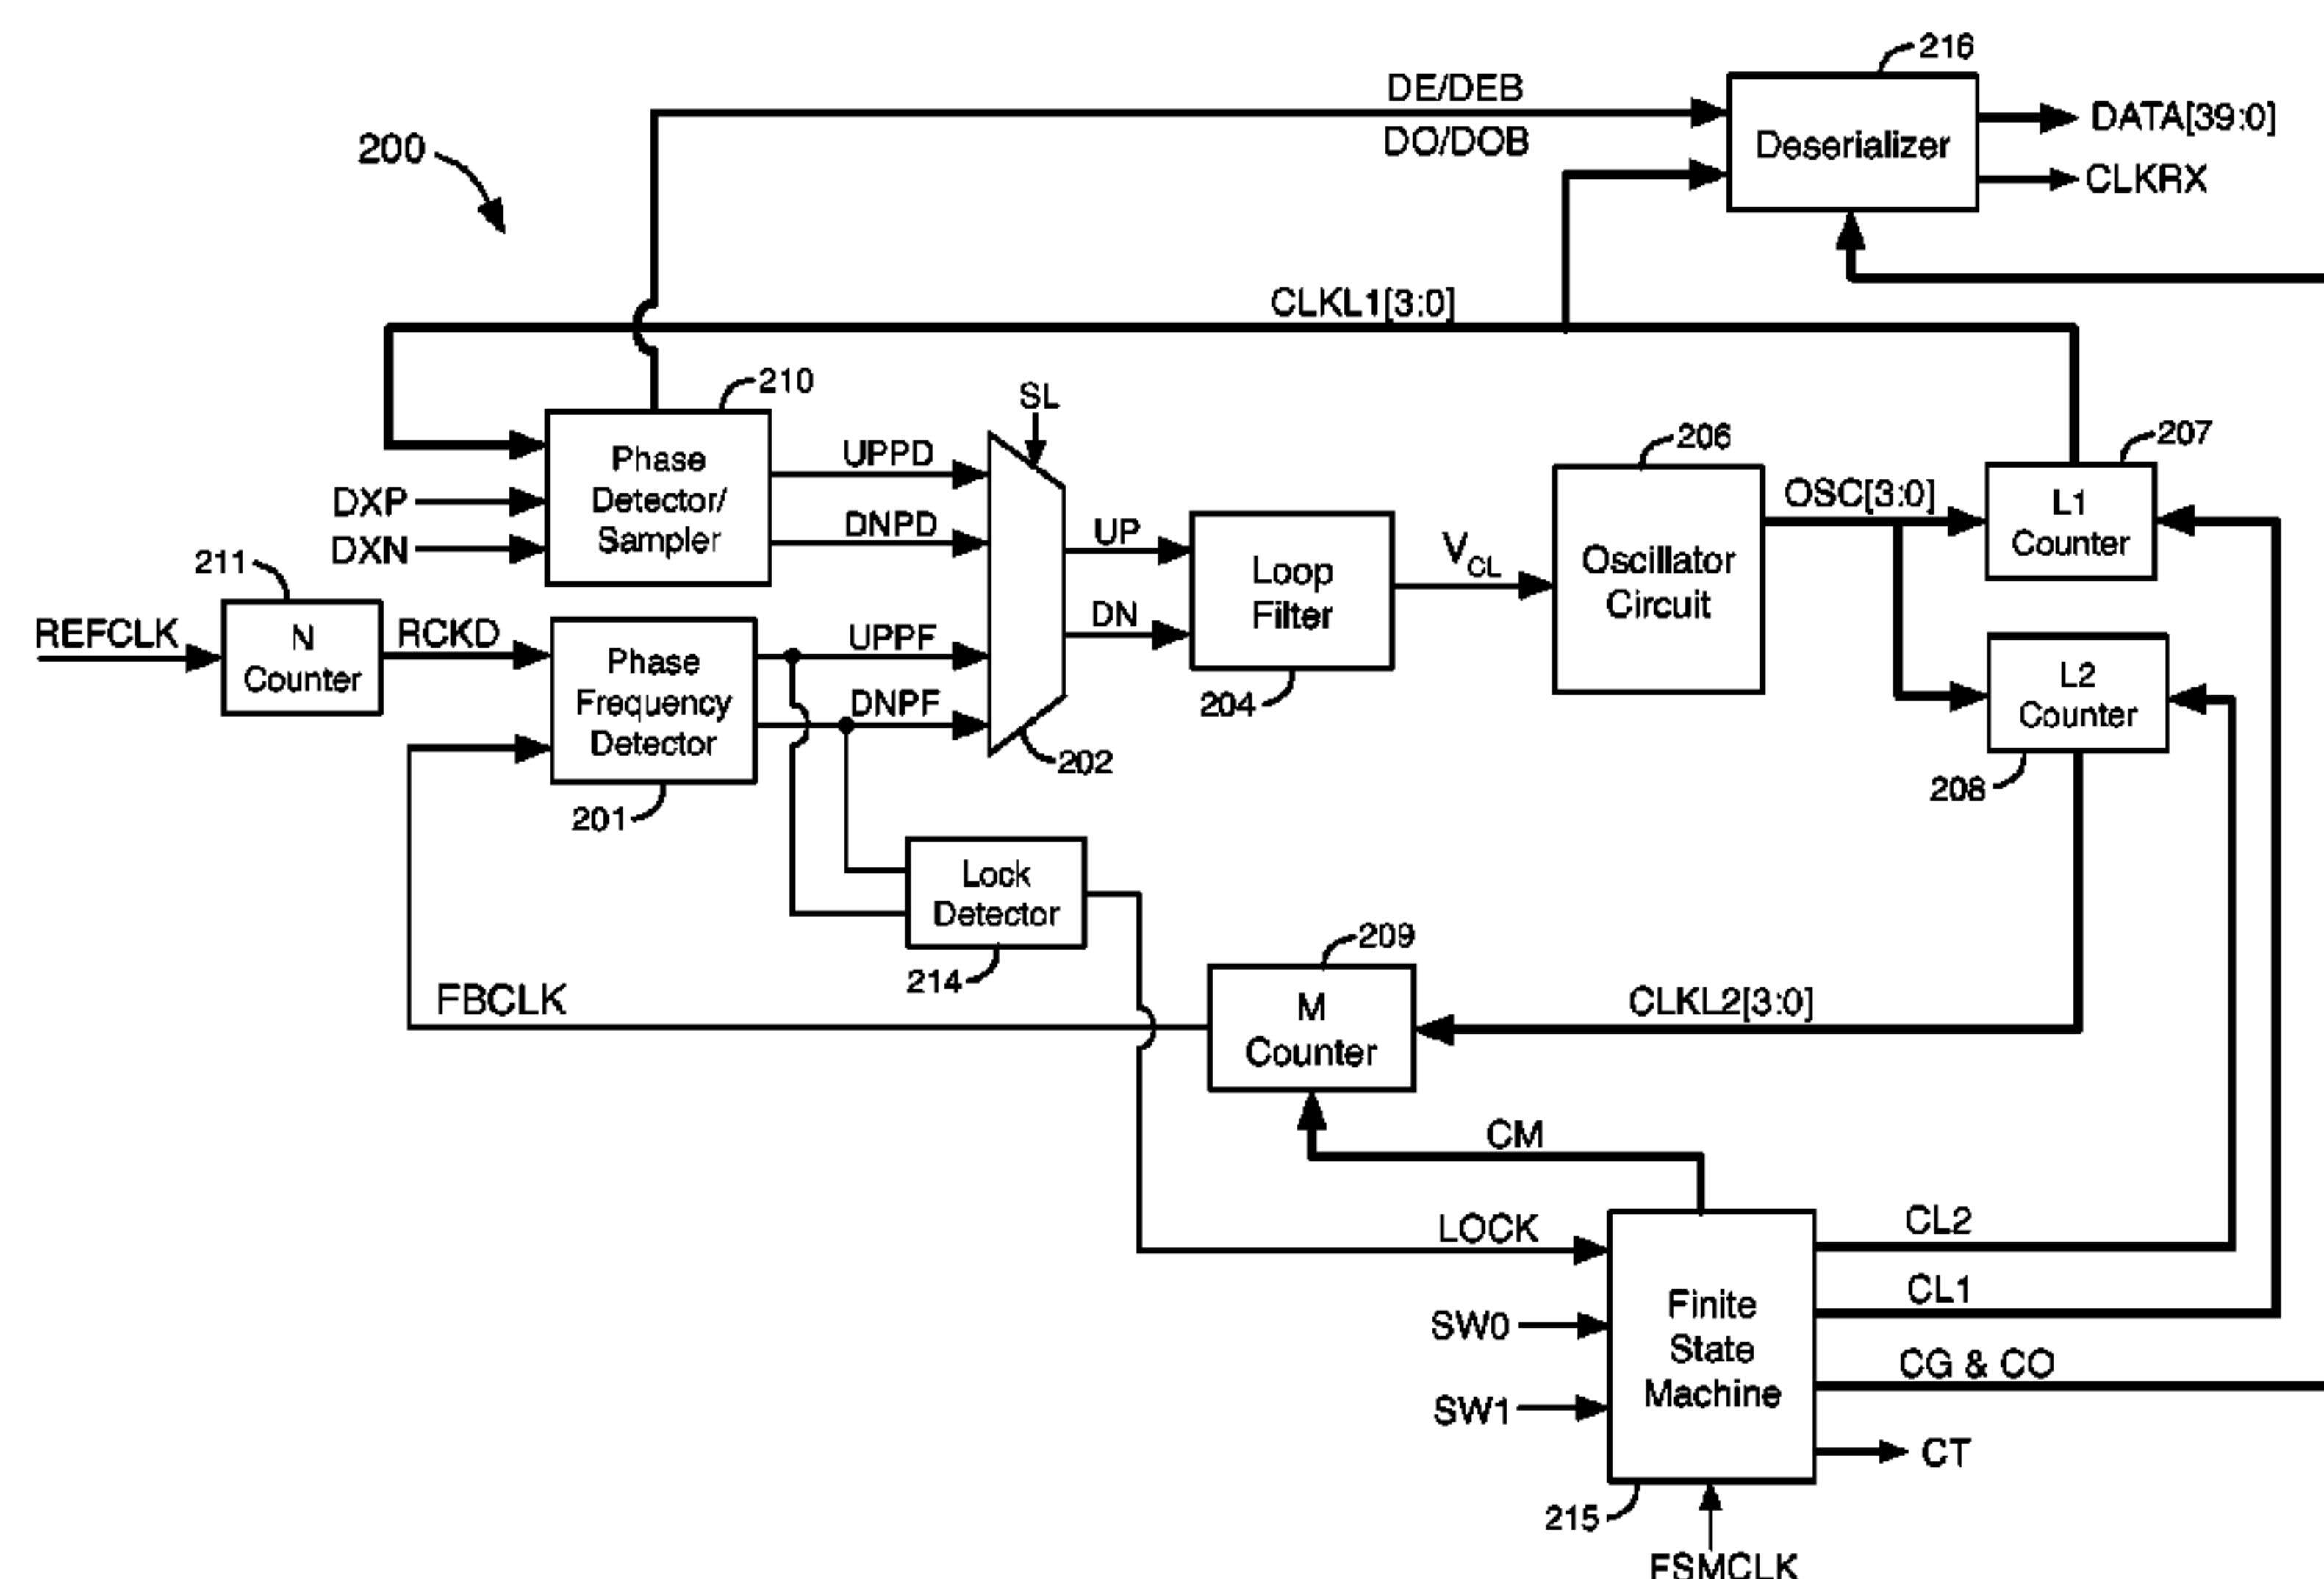 216
DE/DEB
DO/DOB
Deserializer
DATA[39:0]
CLKRX
200
CLKL1[3:0]
210
SL
206
207
Phase
Detector/
Sampler
UPPD
DNPD
DXP
DXN
OSC[3:0]
L1
Counter
211
UP
DN
Loop
Filter
VCL
Oscillator
Circuit
REFCLK
N
Counter
RCKD
Phase
Frequency
Detector
UPPF
DNPF
204
L2
Counter
202
208
201
Lock
Detector
214
209
FBCLK
M
Counter
CLKL2[3:0]
CM
LOCK
CL2
Finite
State
Machine
CL1
SW0
CG & CO
SW1
CT
215
FSMCLK